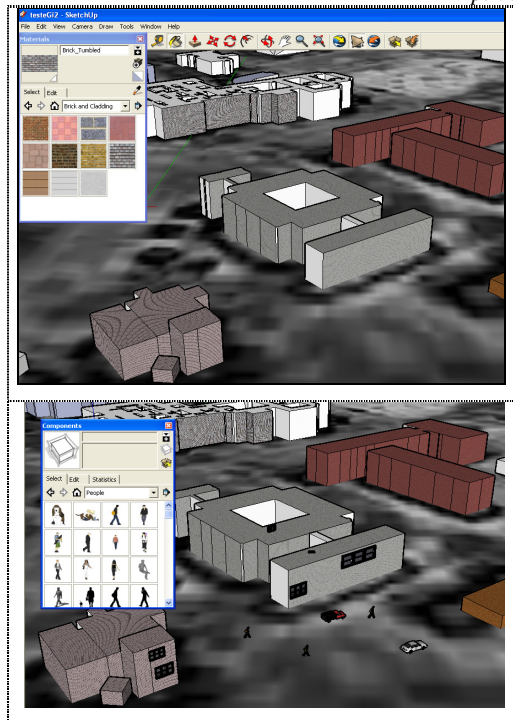 testeGI2 - SketchUp
File Edit View Camera Draw Tools Window Help
Materials
Brick_Tumbled
Select Edit
Brick and Cladding
Components
Select Edit Statistics
People